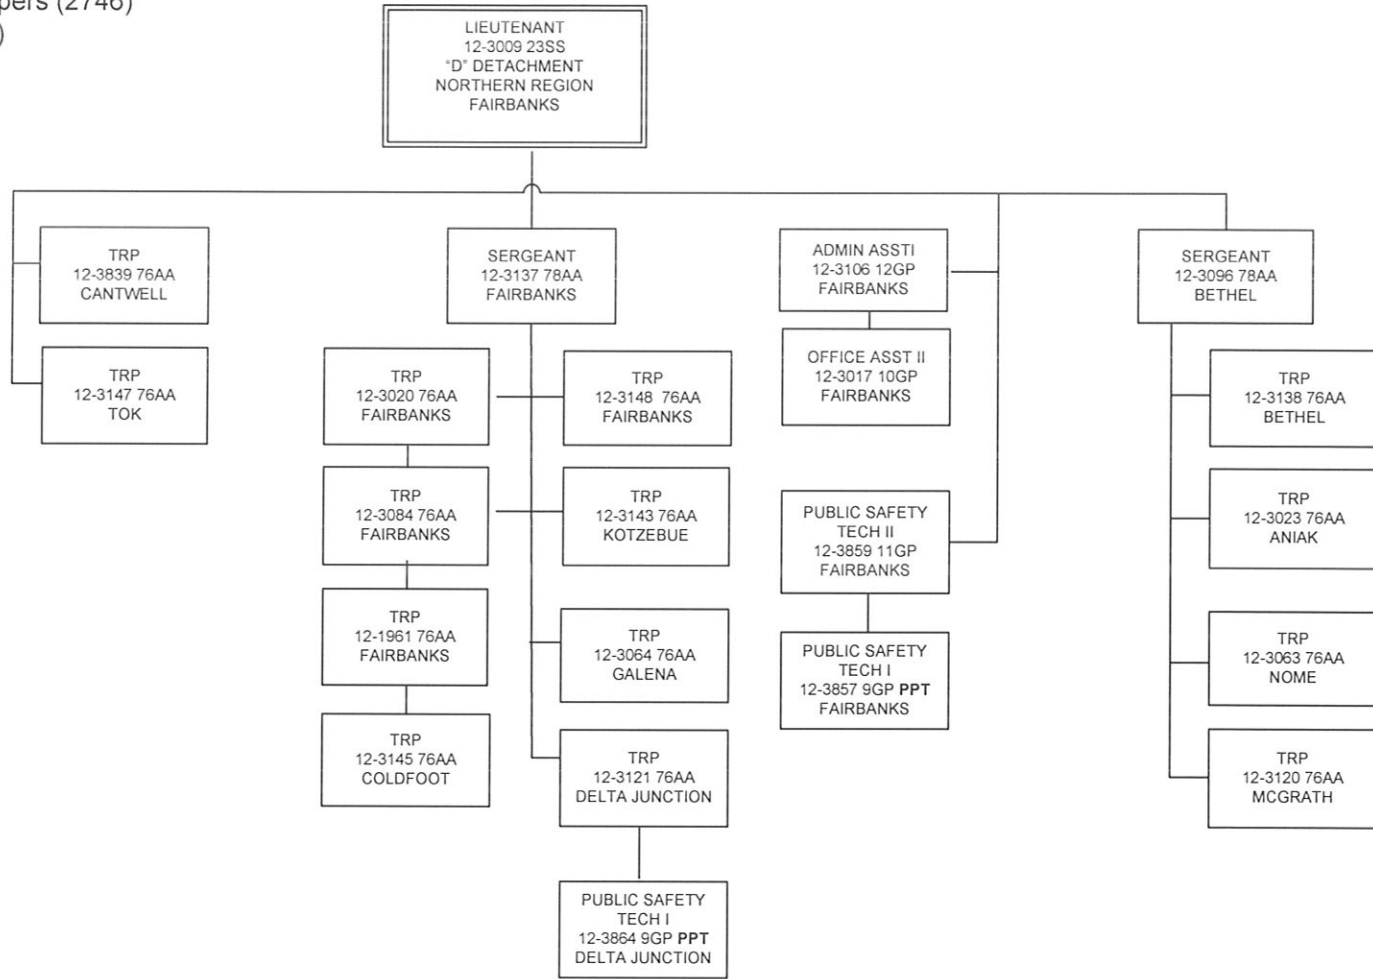 (2746)
)
LIEUTENANT
12-3009 23SS
"D" DETACHMENT
NORTHERN REGION
FAIRBANKS
TRP
12-3839 76AA
CANTWELL
TRP
12-3147 76AA
TOK
SERGEANT
12-3137 78AA
FAIRBANKS
TRP
12-3020 76AA
FAIRBANKS
TRP
12-3148 76AA
FAIRBANKS
TRP
12-3084 76AA
FAIRBANKS
TRP
12-3143 76AA
KOTZEBUE
TRP
12-1961 76AA
FAIRBANKS
TRP
12-3064 76AA
GALENA
TRP
12-3145 76AA
COLDFOOT
TRP
12-3121 76AA
DELTA JUNCTION
PUBLIC SAFETY
TECH I
12-3864 9GP PPT
DELTA JUNCTION
ADMIN ASSTI
12-3106 12GP
FAIRBANKS
OFFICE ASST II
12-3017 10GP
FAIRBANKS
PUBLIC SAFETY
TECH II
12-3859 11GP
FAIRBANKS
PUBLIC SAFETY
TECH I
12-3857 9GP PPT
FAIRBANKS
SERGEANT
12-3096 78AA
BETHEL
TRP
12-3138 76AA
BETHEL
TRP
12-3023 76AA
ANIAK
TRP
12-3063 76AA
NOME
TRP
12-3120 76AA
MCGRATH